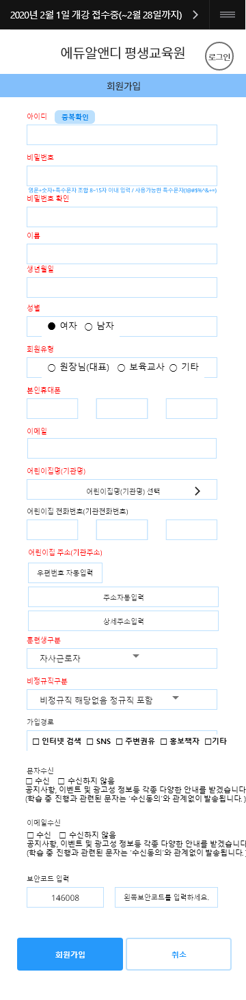 2020년 2월 1일 개강 접수중(~2월 28일까지)
에듀알앤디 평생교육원
로그인
회원가입
아이디 중복확인
비밀번호
영문+숫자+특수문자 조합 8~15자 이내 입력 / 사용가능한 특수문자(!@#$%^&+=)
비밀번호 확인
이름
생년월일
성별
● 여자 ○ 남자
회원유형
○ 원장님(대표) ○ 보육교사 ○ 기타
본인휴대폰
이메일
어린이집명(기관명)
어린이집명(기관명) 선택
어린이집 전화번호(기관전화번호)
어린이집 주소(기관주소)
우편번호 자동입력
주소자동입력
상세주소입력
훈련생구분
자사근로자
비정규직구분
비정규직 해당없음 정규직 포함
가입경로
□ 인터넷 검색 □ SNS □ 주변권유 □ 홍보책자 □기타
문자수신
□ 수신 □ 수신하지 않음
공지사항, 이벤트 및 광고성 정보등 각종 다양한 안내를 받겠습니다
(학습 중 진행과 관련된 문자는 '수신동의'와 관계없이 발송됩니다. )
이메일수신
□ 수신 □ 수신하지 않음
공지사항, 이벤트 및 광고성 정보등 각종 다양한 안내를 받겠습니다
(학습 중 진행과 관련된 문자는 '수신동의'와 관계없이 발송됩니다.
보안코드 입력
146008 왼쪽보안코드를 입력하세요.
회원가입 취소